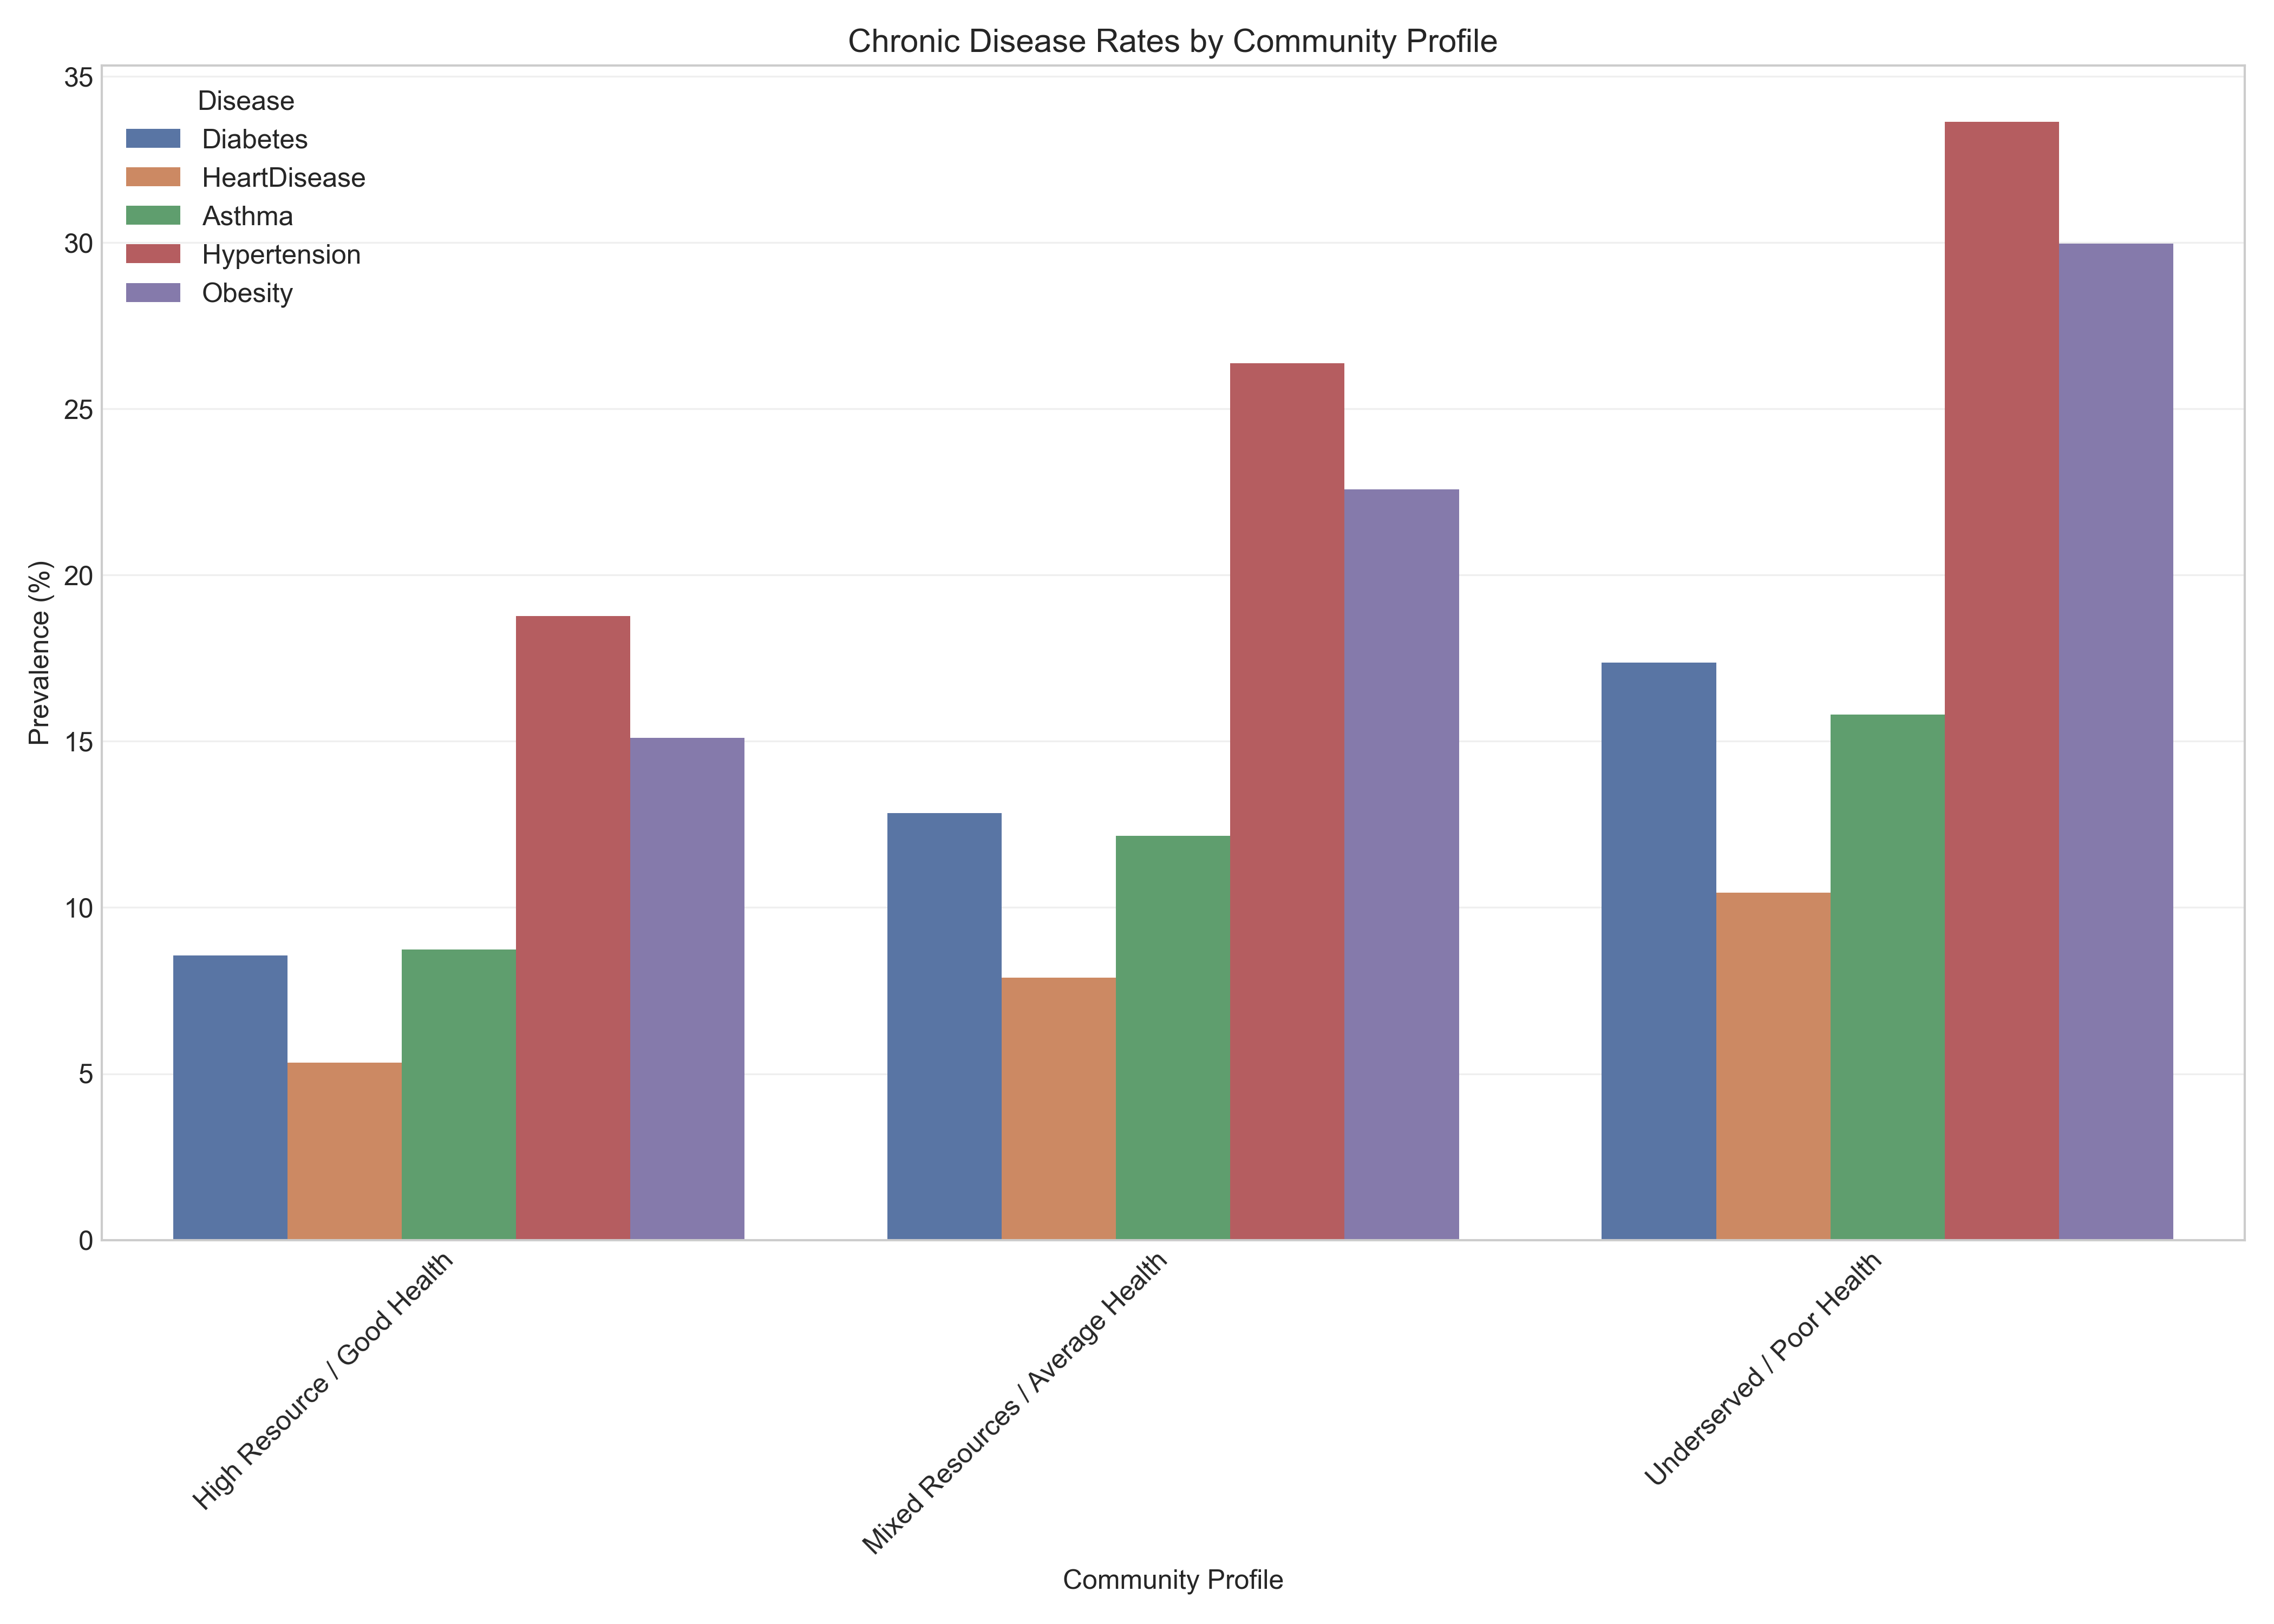 Chronic Disease Rates by Community Profile
35
30
25
20
15
10
5
0
Prevalence (%)
Disease
Diabetes
HeartDisease
Asthma
Hypertension
Obesity
High Resource / Good Health
Mixed Resources / Average Health
Underserved / Poor Health
Community Profile